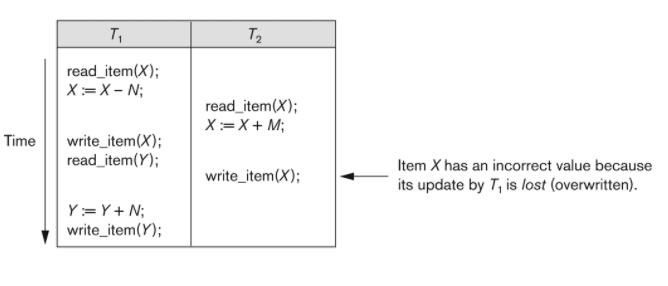 T₁ T₂
read_item(X);
X := X – N;
read_item(X);
X := X + M;
Time
write_item(X);
read_item(Y);
write_item(X);
Item X has an incorrect value because
its update by T₁ is lost (overwritten).
Y := Y + N;
write_item(Y);